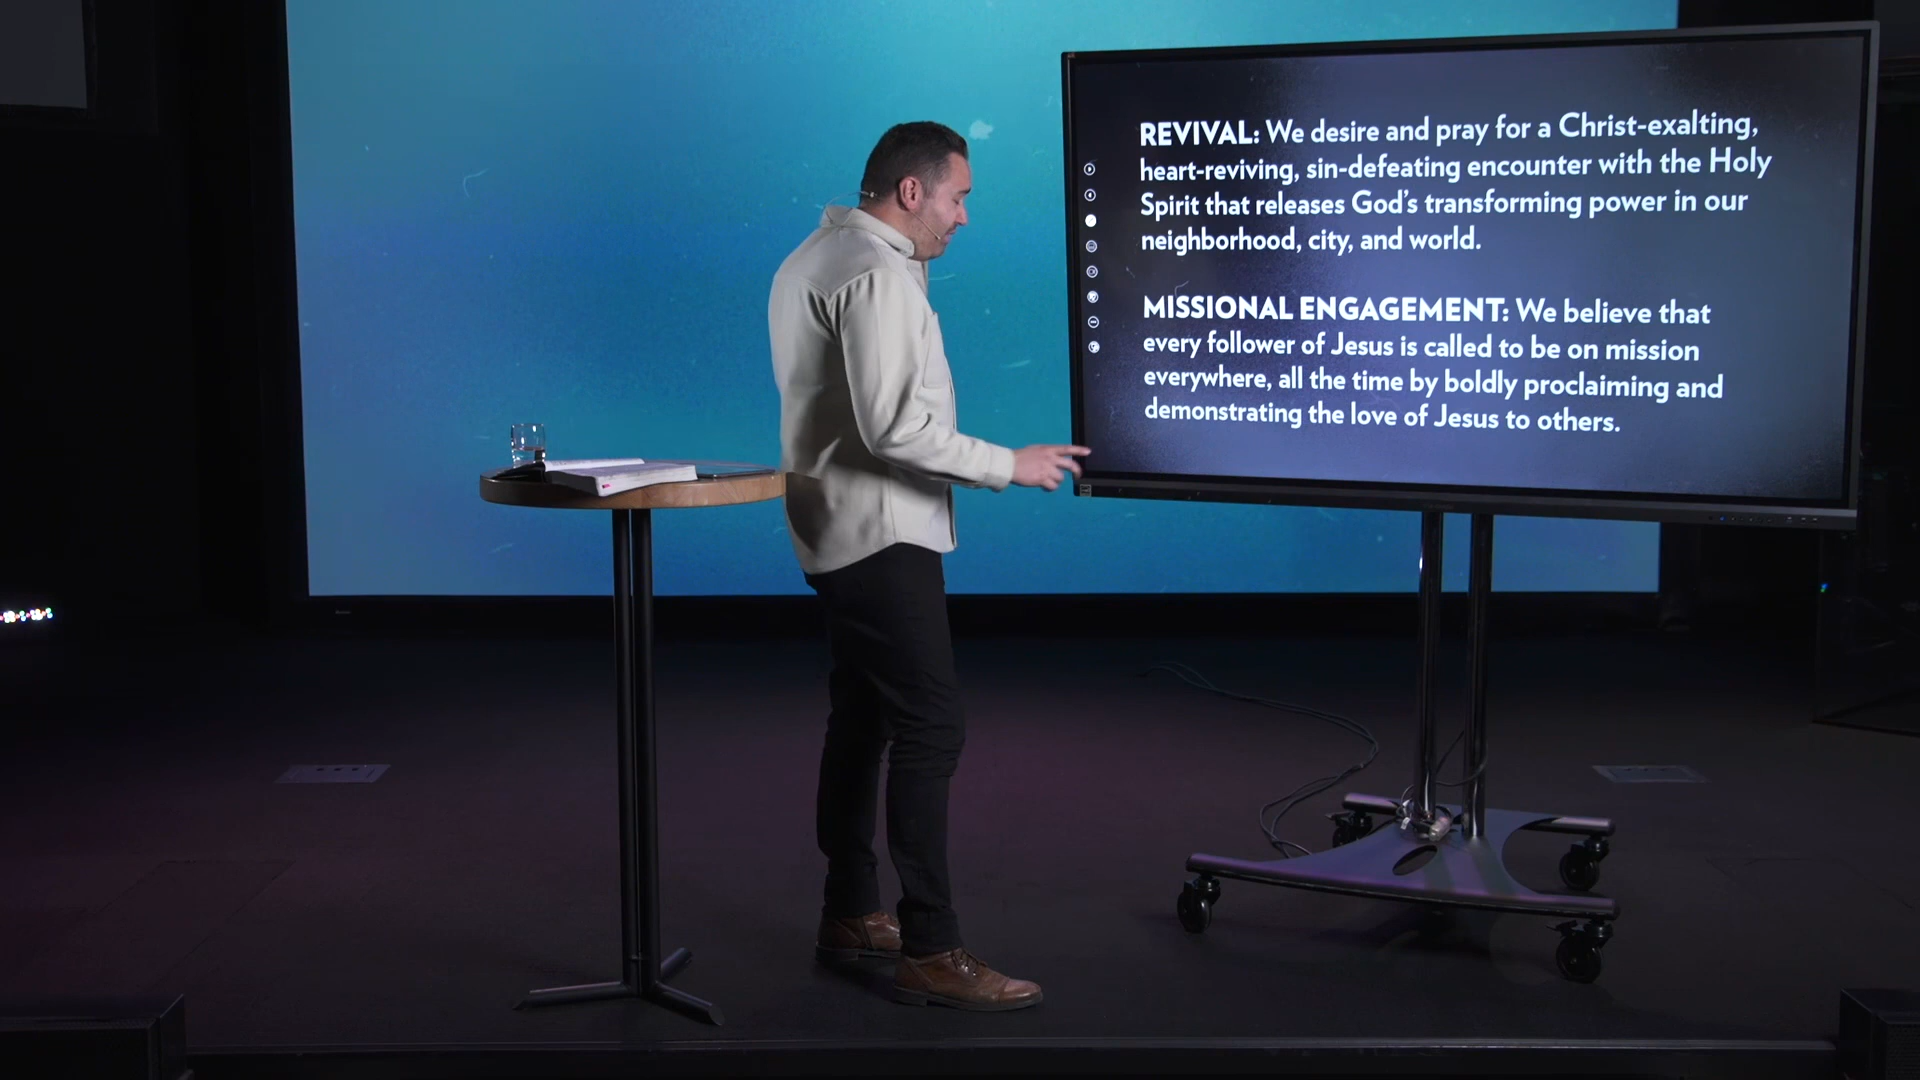 REVIVAL: We desire and pray for a Christ-exalting,
heart-reviving, sin-defeating encounter with the Holy
Spirit that releases God's transforming power in our
neighborhood, city, and world.
MISSIONAL ENGAGEMENT: We believe that
every follower of Jesus is called to be on mission
everywhere, all the time by boldly proclaiming and
demonstrating the love of Jesus to others.